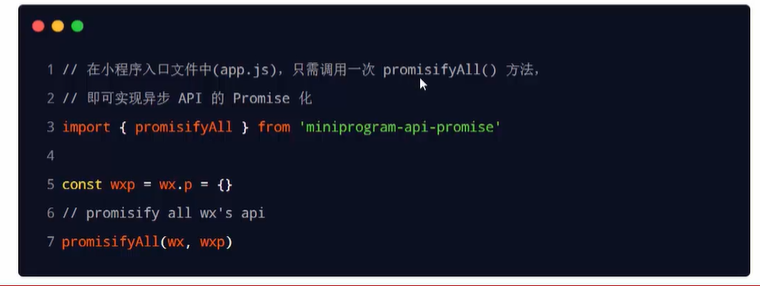 1 // 在小程序入口文件中(app.js)，只需调用一次 promisifyAll() 方法，
2 // 即可实现异步 API 的 Promise 化
3 import { promisifyAll } from 'miniprogram-api-promise'
4
5 const wxp = wx.p = {}
6 // promisify all wx's api
7 promisifyAll(wx, wxp)